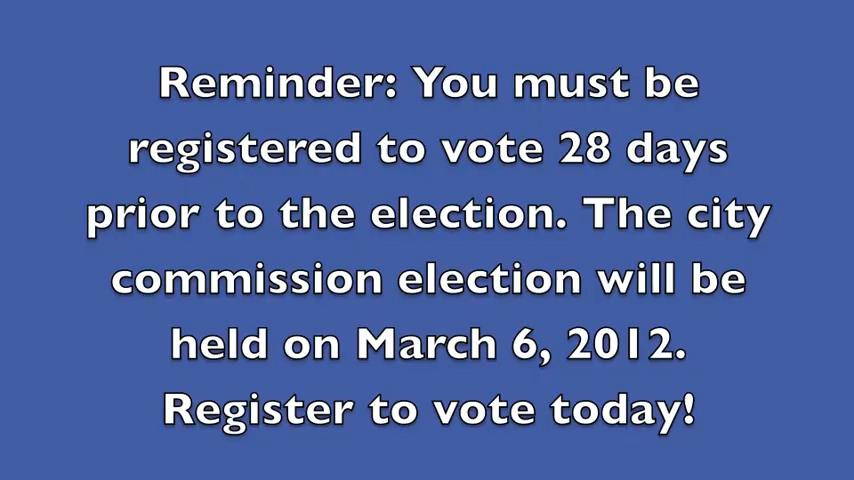 Reminder: You must be
registered to vote 28 days
prior to the election. The city
commission election will be
held on March 6, 2012.
Register to vote today!